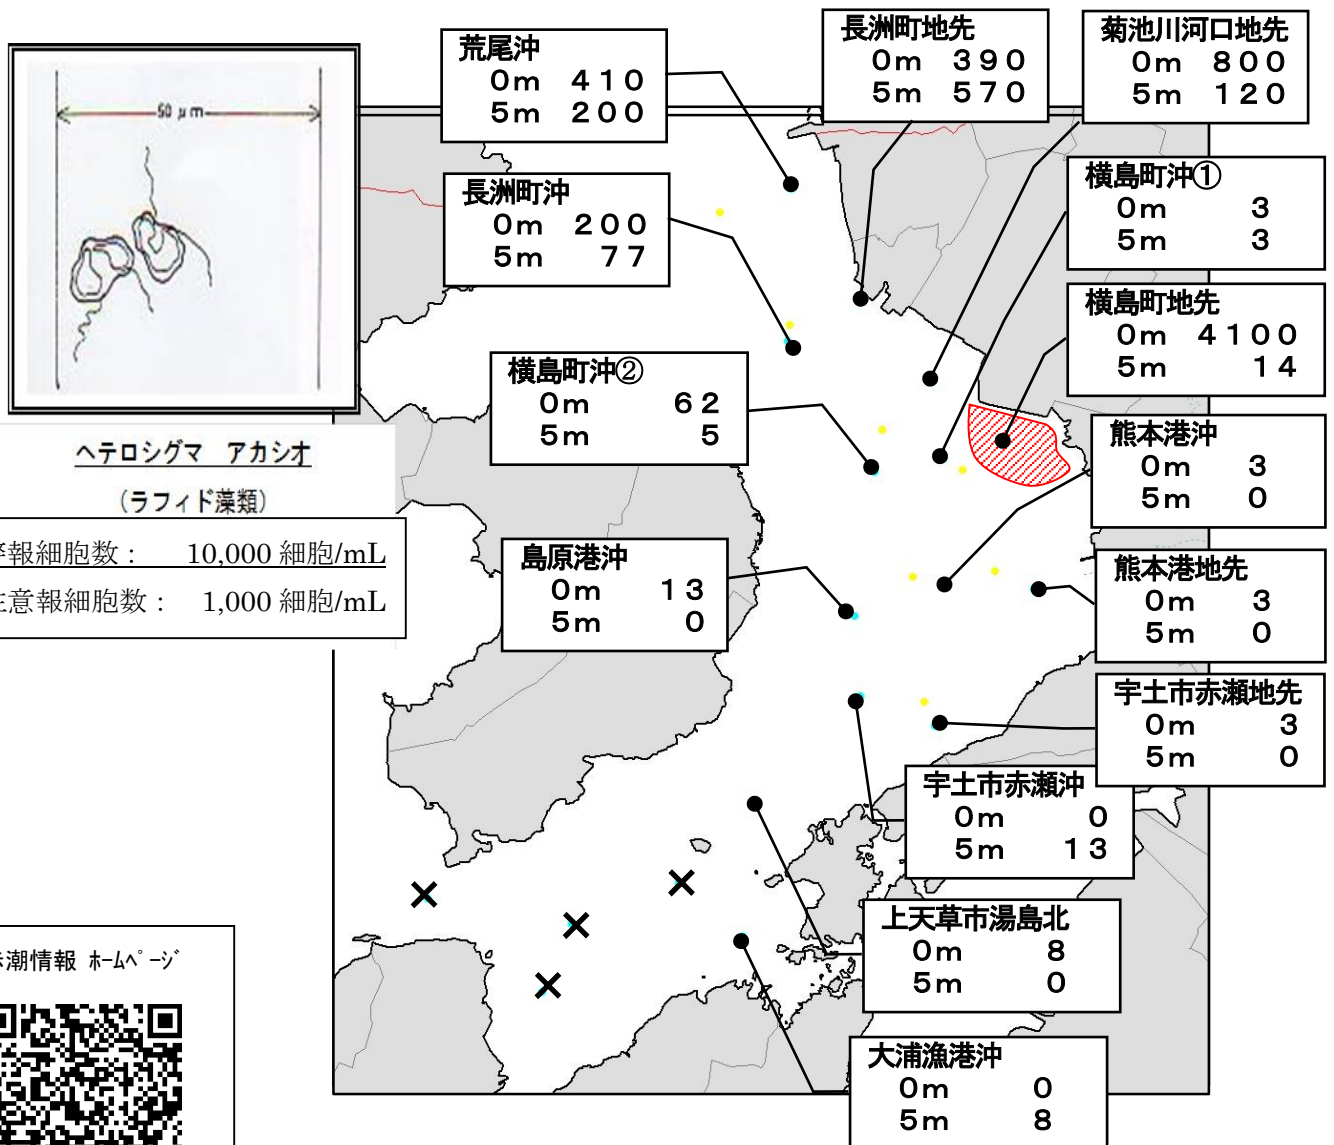 50 μm
ヘテロシグマ アカシオ
(ラフィド藻類)
報細胞数： 10,000 細胞/mL
意報細胞数： 1,000 細胞/mL
潮情報 ホームページ
荒尾沖
0m 410
5m 200
長洲町地先
0m 390
5m 570
菊池川河口地先
0m 800
5m 120
長洲町沖
0m 200
5m 77
横島町沖①
0m 3
5m 3
横島町地先
0m 4100
5m 14
横島町沖②
0m 62
5m 5
熊本港沖
0m 3
5m 0
島原港沖
0m 13
5m 0
熊本港地先
0m 3
5m 0
宇土市赤瀬地先
0m 3
5m 0
宇土市赤瀬沖
0m 0
5m 13
上天草市湯島北
0m 8
5m 0
大浦漁港沖
0m 0
5m 8